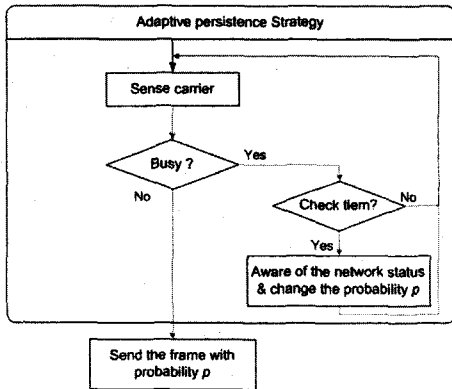 Adaptive persistence Strategy
Sense carrier
Busy ?
Yes
No
Check tiem?
No
Yes
Aware of the network status
& change the probability p
Send the frame with
probability p